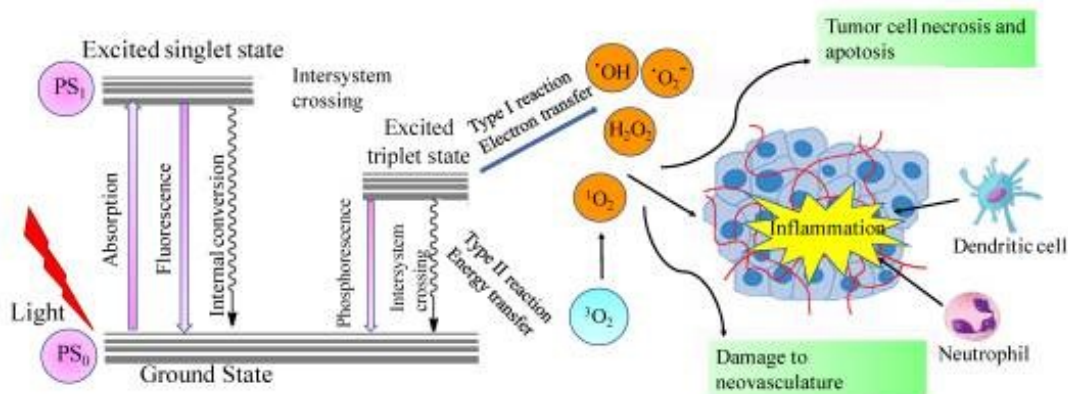 Excited singlet state
PS₁
Intersystem
crossing
Excited
triplet state
Type I reaction
Electron transfer
˙OH
˙O₂⁻
H₂O₂
¹O₂
Tumor cell necrosis and
apotosis
Absorption
Fluorescence
Internal conversion
Phosphorescence
Intersystem
crossing
Type II reaction
Energy transfer
Inflammation
Dendritic cell
Light
PS₀
Ground State
³O₂
Neutrophil
Damage to
neovasculature